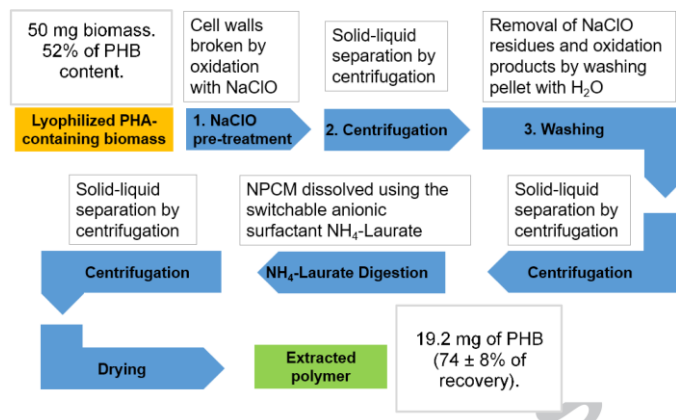 50 mg biomass.
52% of PHB
content.
Cell walls
broken by
oxidation
with NaClO
Solid-liquid
separation by
centrifugation
Removal of NaClO
residues and oxidation
products by washing
pellet with H₂O
Lyophilized PHA-
containing biomass
1. NaClO
pre-treatment
2. Centrifugation
3. Washing
Solid-liquid
separation by
centrifugation
NPCM dissolved using the
switchable anionic
surfactant NH₄-Laurate
Solid-liquid
separation by
centrifugation
Centrifugation
NH₄-Laurate Digestion
Centrifugation
Drying
Extracted
polymer
19.2 mg of PHB
(74 ± 8% of
recovery).